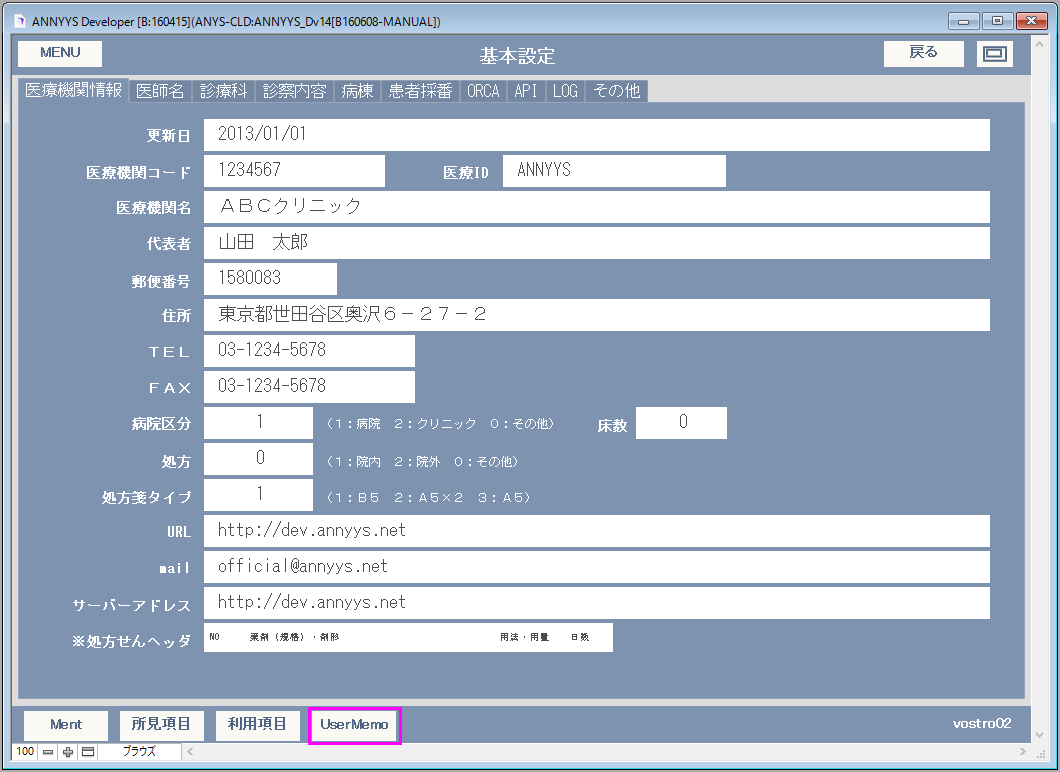 ANNYYS Developer [B:160415](ANYS-CLD:ANNYYS_Dv14[B160608-MANUAL])
MENU 基本設定 戻る
医療機関情報 医師名 診療科 診察内容 病棟 患者採番 ORCA API LOG その他
更新日 2013/01/01
医療機関コード 1234567 医療ID ANNYYS
医療機関名 ＡＢＣクリニック
代表者 山田　太郎
郵便番号 1580083
住所 東京都世田谷区奥沢６－２７－２
ＴＥＬ 03-1234-5678
ＦＡＸ 03-1234-5678
病院区分 1 （１：病院　２：クリニック　０：その他） 床数 0
処方 0 （１：院内　２：院外　０：その他）
処方箋タイプ 1 （１：Ｂ５　２：Ａ５×２　３：Ａ５）
URL http://dev.annyys.net
mail official@annyys.net
サーバーアドレス http://dev.annyys.net
※処方せんヘッダ NO 薬剤（規格）・剤形 用法・用量 日数
Ment 所見項目 利用項目 UserMemo vostro02
100 ブラウズ